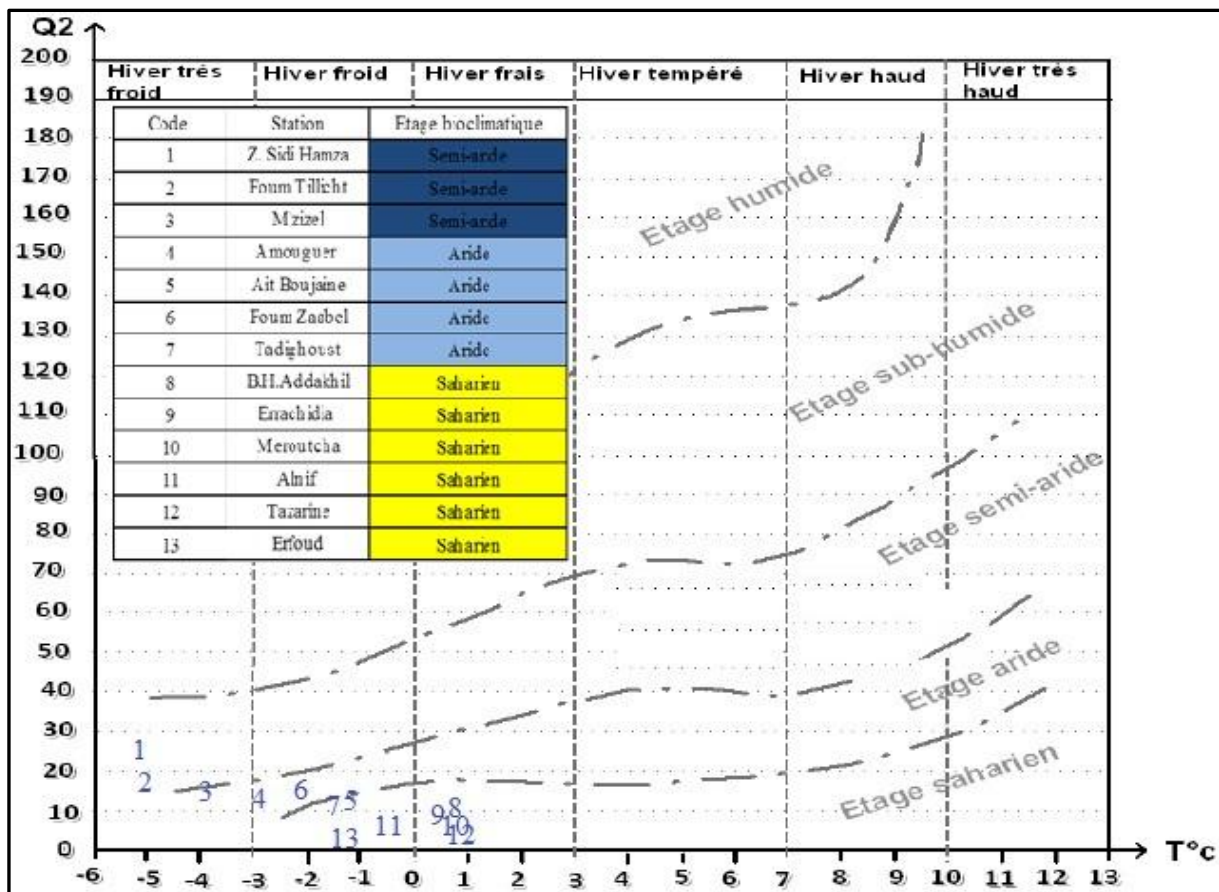 Q2
200
190
180
170
160
150
140
130
120
110
100
90
80
70
60
50
40
30
20
10
0
Hiver trés froid
Hiver froid
Hiver frais
Hiver tempéré
Hiver haud
Hiver très haud
Code Station Etage bioclimatique
1 Z. Sidi Hamza Semi-aride
2 Foum Tillicht Semi-aride
3 M'zizel Semi-aride
4 Amouguer Aride
5 Ait Boujaine Aride
6 Foum Zaabel Aride
7 Tadighoust Aride
8 B.H.Addakhil Saharien
9 Errachidia Saharien
10 Meroutcha Saharien
11 Alnif Saharien
12 Tazarine Saharien
13 Erfoud Saharien
Etage humide
Etage sub-humide
Etage semi-aride
Etage aride
Etage saharien
1
2
3
4
6
7
5
13
11
9
8
10
12
-6 -5 -4 -3 -2 -1 0 1 2 3 4 5 6 7 8 9 10 11 12 13
T°c